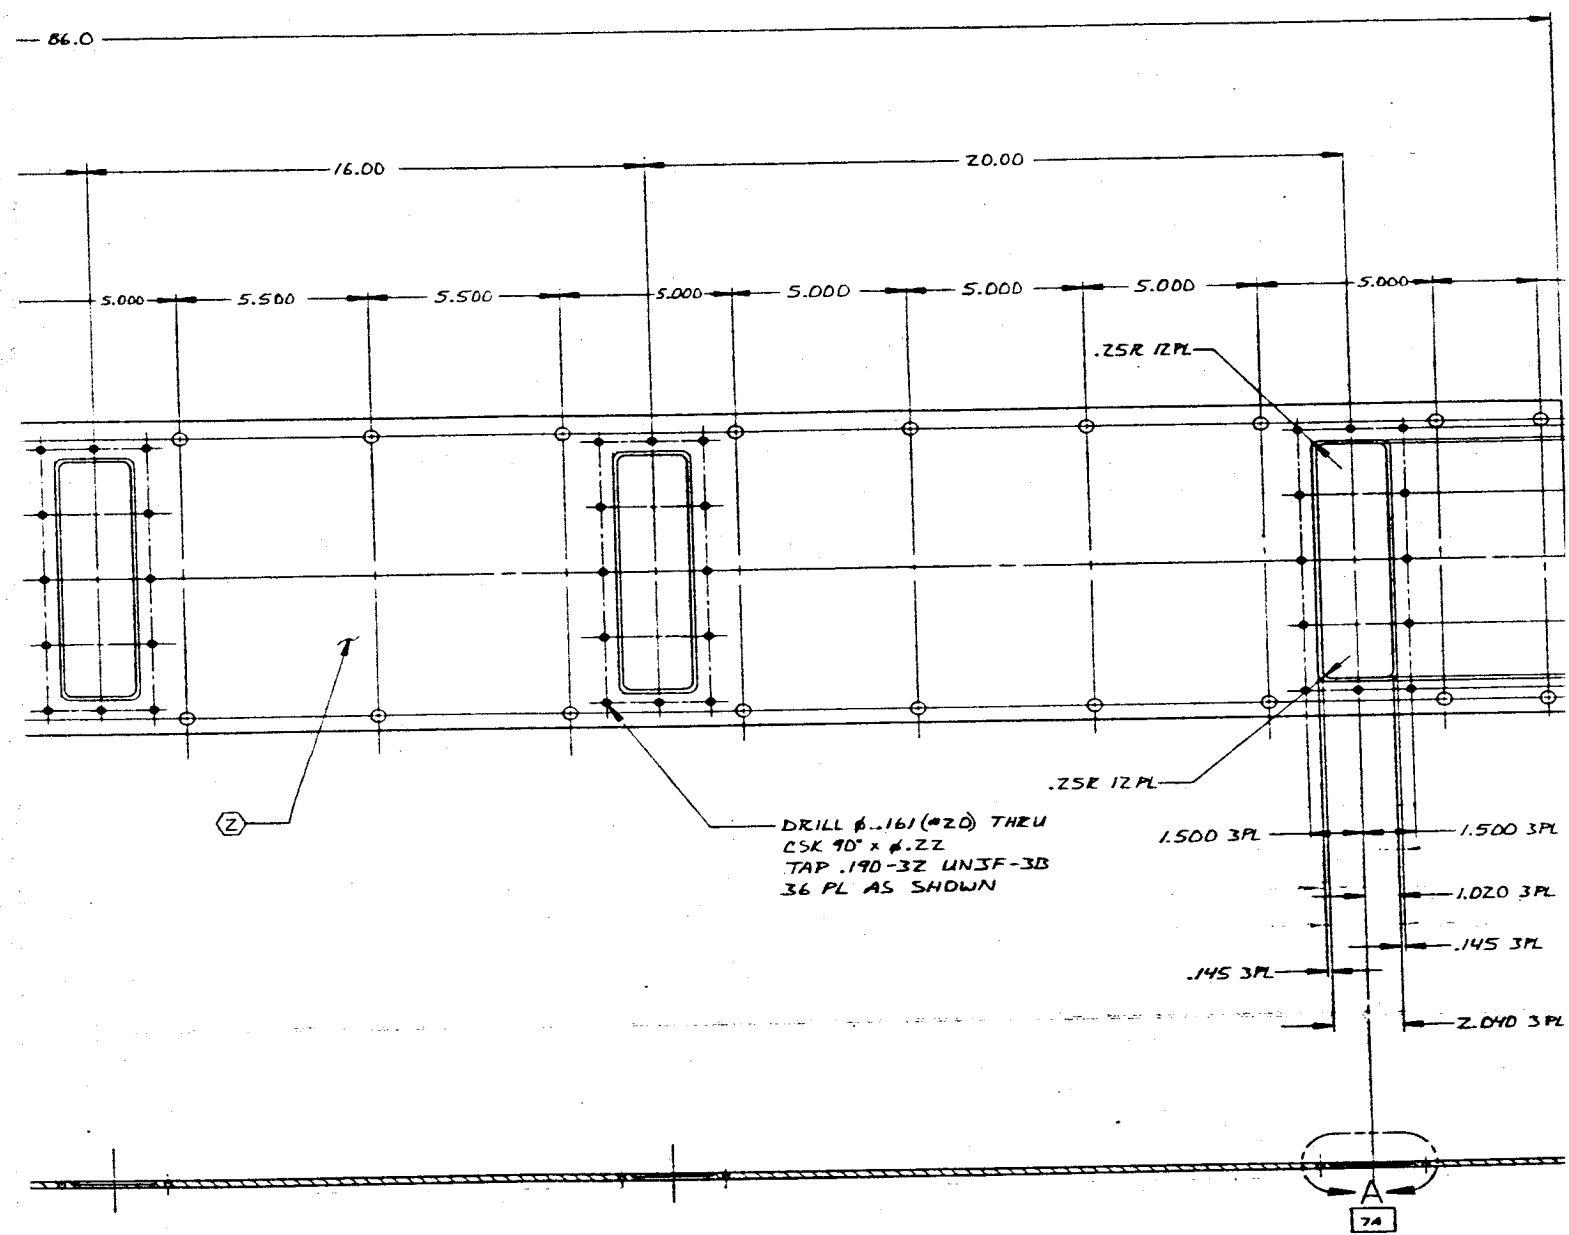 86.0
16.00
20.00
5.000
5.500
5.500
5.000
5.000
5.000
5.000
5.000
.25R 12PL
.25R 12PL
2
DRILL ø .161 (#20) THRU
CSK 90° x ø.22
TAP .190-32 UNJF-3B
36 PL AS SHOWN
1.500 3PL
1.500 3PL
1.020 3PL
.145 3PL
.145 3PL
2.040 3PL
A
7A